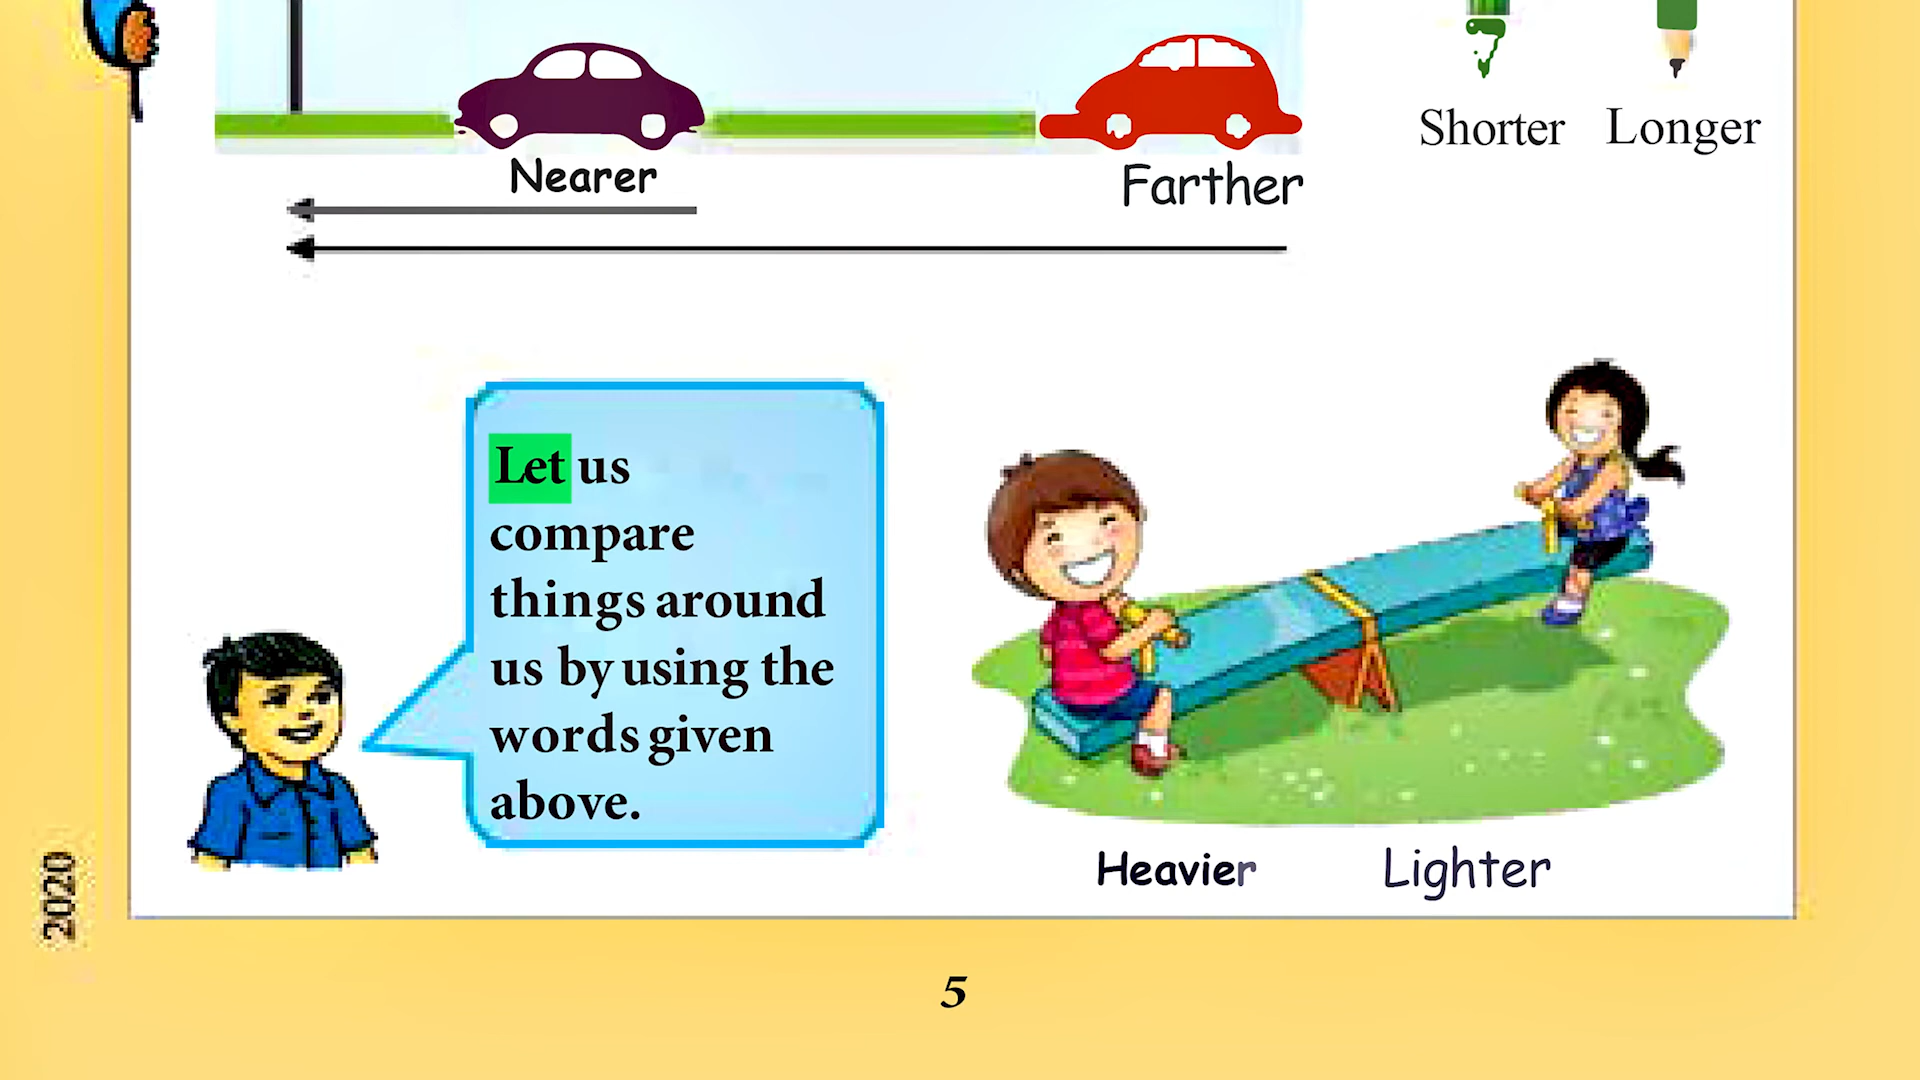 Shorter Longer
Nearer
Farther
Let us
compare
things around
us by using the
words given
above.
Heavier Lighter
2020
5